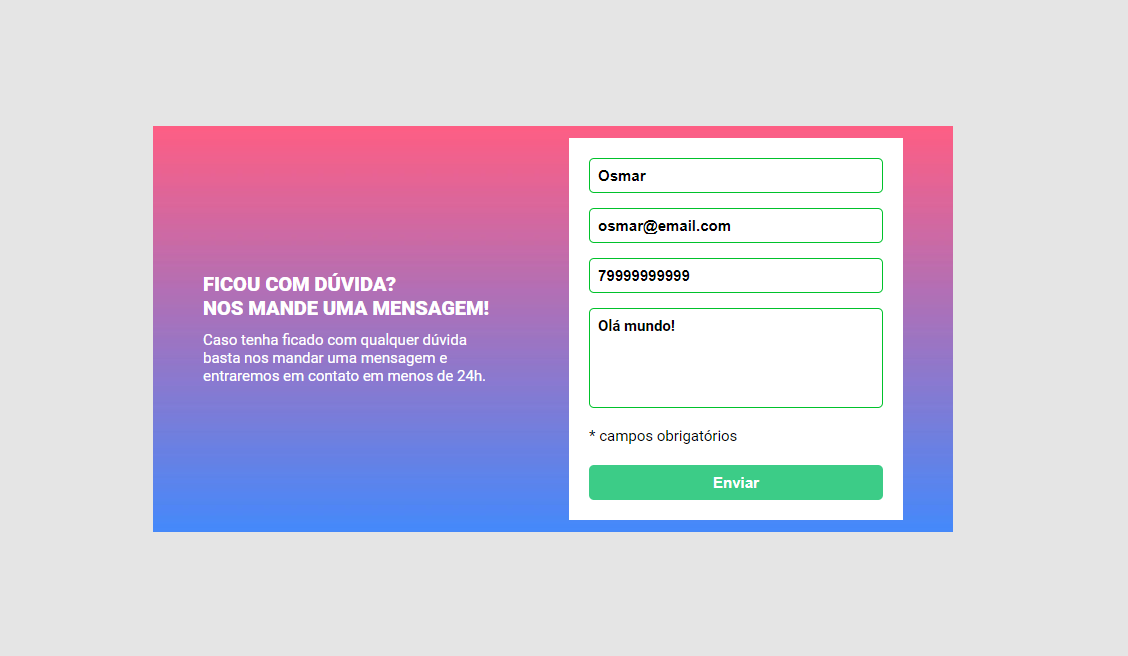 FICOU COM DÚVIDA?
NOS MANDE UMA MENSAGEM!
Caso tenha ficado com qualquer dúvida
basta nos mandar uma mensagem e
entraremos em contato em menos de 24h.
Osmar
osmar@email.com
79999999999
Olá mundo!
* campos obrigatórios
Enviar